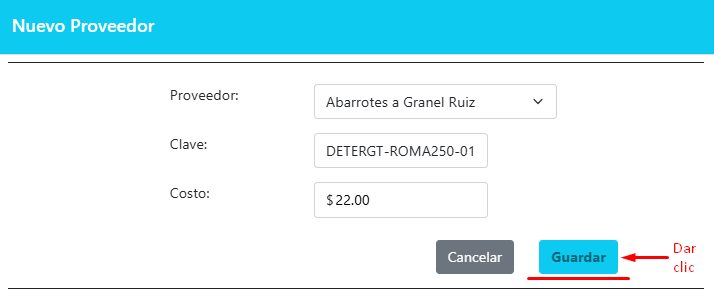 Nuevo Proveedor
Proveedor:
Abarrotes a Granel Ruiz
Clave:
DETERGT-ROMA250-01
Costo:
$22.00
Cancelar
Guardar
Dar
clic